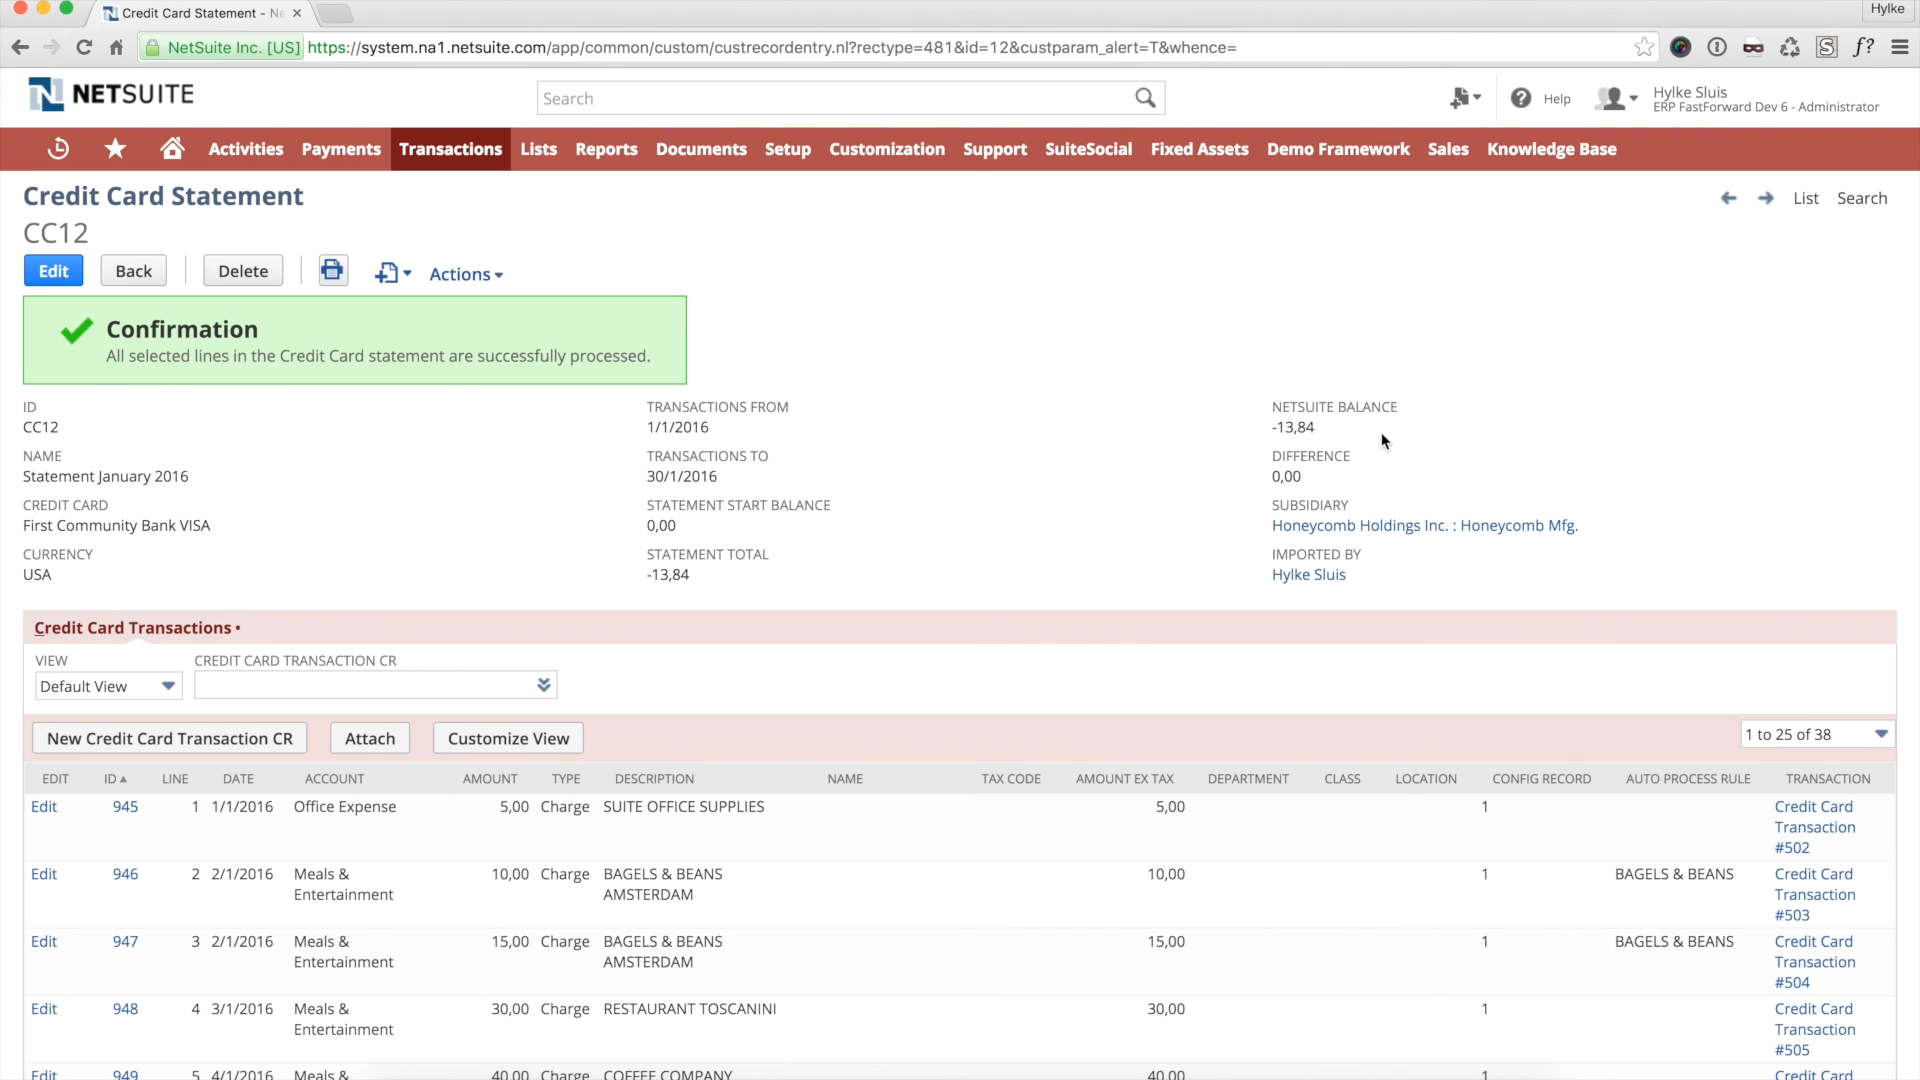 Credit Card Statement - Ne
Hylke
NetSuite Inc. [US] https://system.na1.netsuite.com/app/common/custom/custrecordentry.nl?rectype=481&id=12&custparam_alert=T&whence=
S f?
N NETSUITE
Search
Help
Hylke Sluis
ERP FastForward Dev 6 - Administrator
Activities Payments Transactions Lists Reports Documents Setup Customization Support SuiteSocial Fixed Assets Demo Framework Sales Knowledge Base
Credit Card Statement
List Search
CC12
Edit Back Delete Actions
Confirmation
All selected lines in the Credit Card statement are successfully processed.
ID TRANSACTIONS FROM NETSUITE BALANCE
CC12 1/1/2016 -13,84
NAME TRANSACTIONS TO DIFFERENCE
Statement January 2016 30/1/2016 0,00
CREDIT CARD STATEMENT START BALANCE SUBSIDIARY
First Community Bank VISA 0,00 Honeycomb Holdings Inc. : Honeycomb Mfg.
CURRENCY STATEMENT TOTAL IMPORTED BY
USA -13,84 Hylke Sluis
Credit Card Transactions •
VIEW CREDIT CARD TRANSACTION CR
Default View
New Credit Card Transaction CR Attach Customize View 1 to 25 of 38
EDIT ID LINE DATE ACCOUNT AMOUNT TYPE DESCRIPTION NAME TAX CODE AMOUNT EX TAX DEPARTMENT CLASS LOCATION CONFIG RECORD AUTO PROCESS RULE TRANSACTION
Edit 945 1 1/1/2016 Office Expense 5,00 Charge SUITE OFFICE SUPPLIES 5,00 1 Credit Card
Transaction
#502
Edit 946 2 2/1/2016 Meals & 10,00 Charge BAGELS & BEANS 10,00 1 BAGELS & BEANS Credit Card
Entertainment AMSTERDAM Transaction
#503
Edit 947 3 2/1/2016 Meals & 15,00 Charge BAGELS & BEANS 15,00 1 BAGELS & BEANS Credit Card
Entertainment AMSTERDAM Transaction
#504
Edit 948 4 3/1/2016 Meals & 30,00 Charge RESTAURANT TOSCANINI 30,00 1 Credit Card
Entertainment Transaction
#505
Edit 949 5 4/1/2016 Meals & 40,00 Charge COFFEE COMPANY 40,00 1 Credit Card